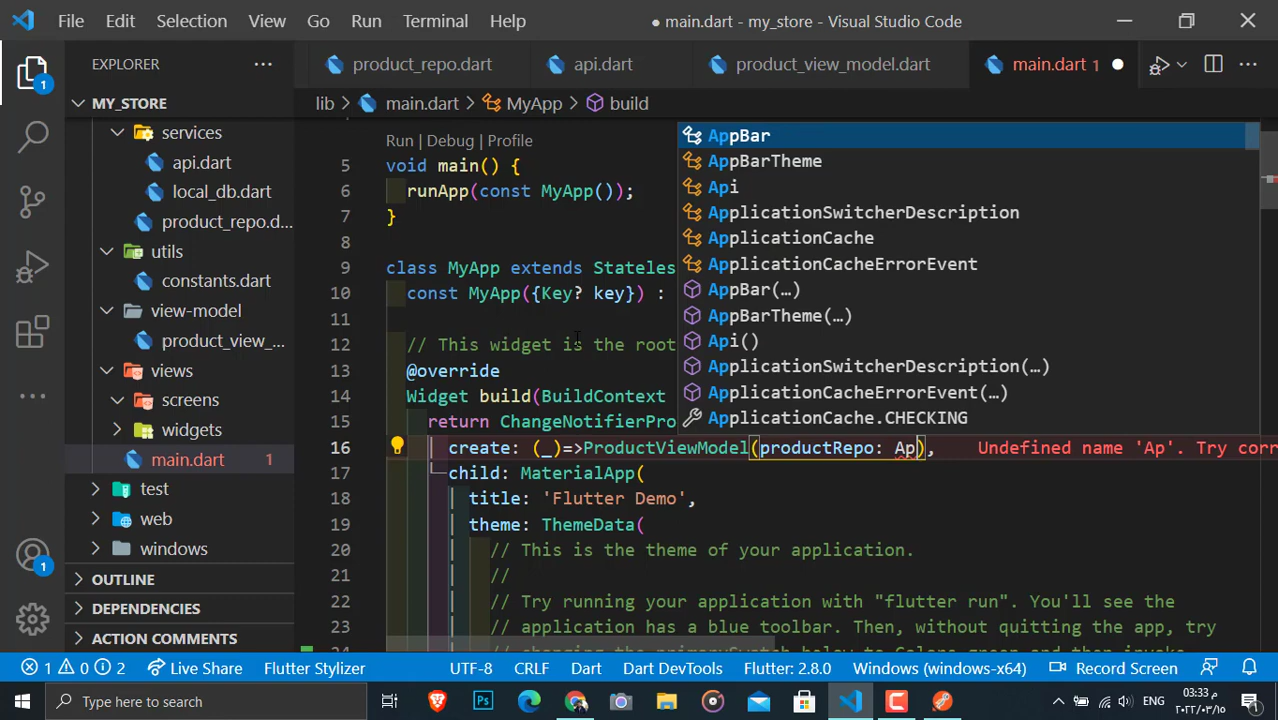 File Edit Selection View Go Run Terminal Help ● main.dart - my_store - Visual Studio Code
EXPLORER ...
product_repo.dart api.dart product_view_model.dart main.dart 1
MY_STORE
lib > main.dart > MyApp > build
services
api.dart
local_db.dart
product_repo.d...
utils
constants.dart
view-model
product_view_...
views
screens
widgets
main.dart 1
test
web
windows
OUTLINE
DEPENDENCIES
ACTION COMMENTS
1
1
Run | Debug | Profile
5 void main() {
6 runApp(const MyApp());
7 }
8
9 class MyApp extends Stateles
10 const MyApp({Key? key}) :
11
12 // This widget is the root
13 @override
14 Widget build(BuildContext
15 return ChangeNotifierPro
16 create: (_)=>ProductViewModel(productRepo: Ap), Undefined name 'Ap'. Try corr
17 child: MaterialApp(
18 title: 'Flutter Demo',
19 theme: ThemeData(
20 // This is the theme of your application.
21 //
22 // Try running your application with "flutter run". You'll see the
23 // application has a blue toolbar. Then, without quitting the app, try
AppBar
AppBarTheme
Api
ApplicationSwitcherDescription
ApplicationCache
ApplicationCacheErrorEvent
AppBar(…)
AppBarTheme(…)
Api()
ApplicationSwitcherDescription(…)
ApplicationCacheErrorEvent(…)
ApplicationCache.CHECKING
1 0 2 Live Share Flutter Stylizer UTF-8 CRLF Dart Dart DevTools Flutter: 2.8.0 Windows (windows-x64) Record Screen
Type here to search
ENG
03:33 م
٢٠٢٢/٠٣/١٥